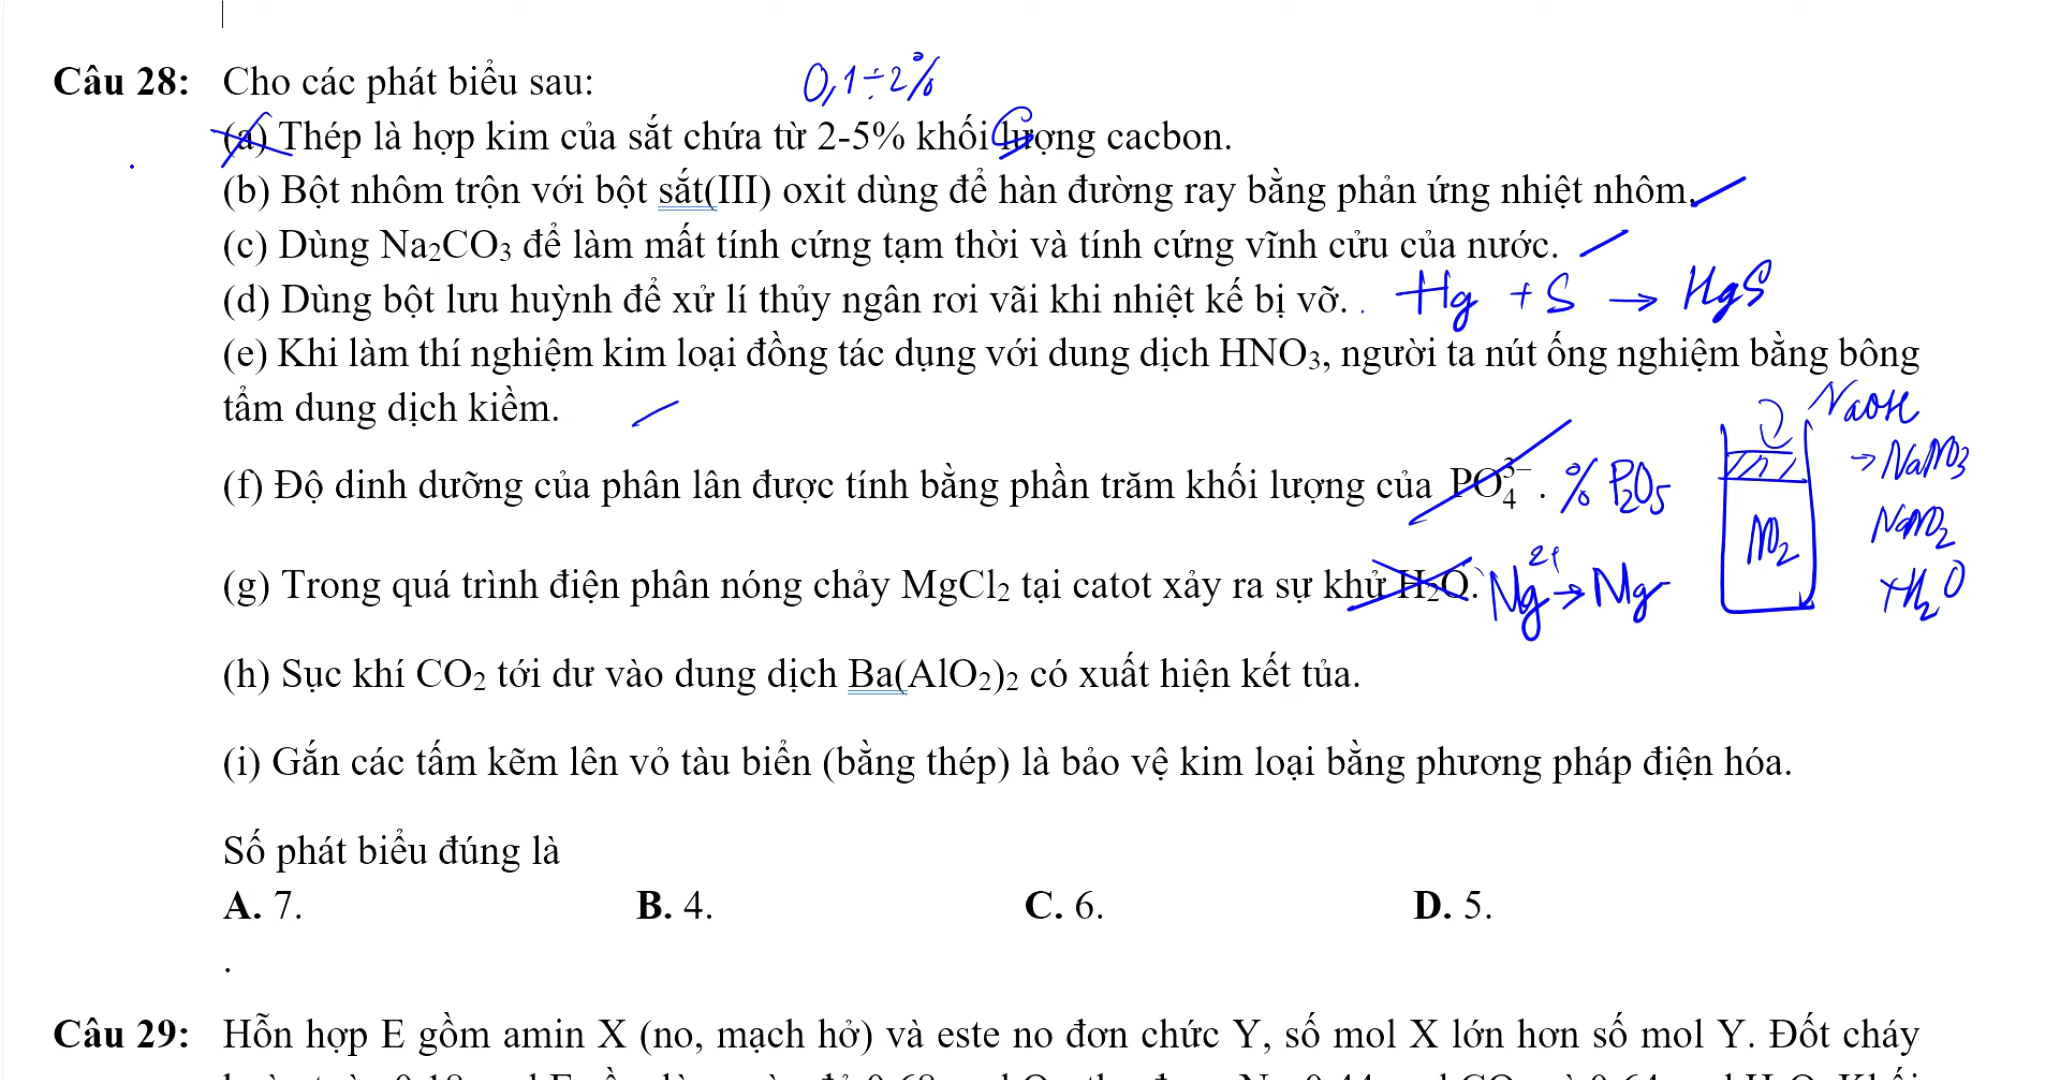 Câu 28: Cho các phát biểu sau: 0,1÷2%
(a) Thép là hợp kim của sắt chứa từ 2-5% khối lượng cacbon. C
(b) Bột nhôm trộn với bột sắt(III) oxit dùng để hàn đường ray bằng phản ứng nhiệt nhôm.
(c) Dùng Na₂CO₃ để làm mất tính cứng tạm thời và tính cứng vĩnh cửu của nước.
(d) Dùng bột lưu huỳnh để xử lí thủy ngân rơi vãi khi nhiệt kế bị vỡ. . Hg + S → HgS
(e) Khi làm thí nghiệm kim loại đồng tác dụng với dung dịch HNO₃, người ta nút ống nghiệm bằng bông
tẩm dung dịch kiềm. NaOH
→ NaNO₃
(f) Độ dinh dưỡng của phân lân được tính bằng phần trăm khối lượng của PO₄³⁻. % P₂O₅
NO₂ NaNO₂
(g) Trong quá trình điện phân nóng chảy MgCl₂ tại catot xảy ra sự khử H₂O. Mg²⁺ → Mg
+H₂O
(h) Sục khí CO₂ tới dư vào dung dịch Ba(AlO₂)₂ có xuất hiện kết tủa.
(i) Gắn các tấm kẽm lên vỏ tàu biển (bằng thép) là bảo vệ kim loại bằng phương pháp điện hóa.
Số phát biểu đúng là
A. 7. B. 4. C. 6. D. 5.
.
Câu 29: Hỗn hợp E gồm amin X (no, mạch hở) và este no đơn chức Y, số mol X lớn hơn số mol Y. Đốt cháy